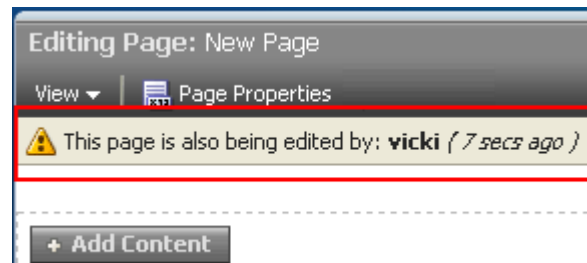 Editing Page: New Page
View Page Properties
This page is also being edited by: vicki ( 7 secs ago )
+ Add Content